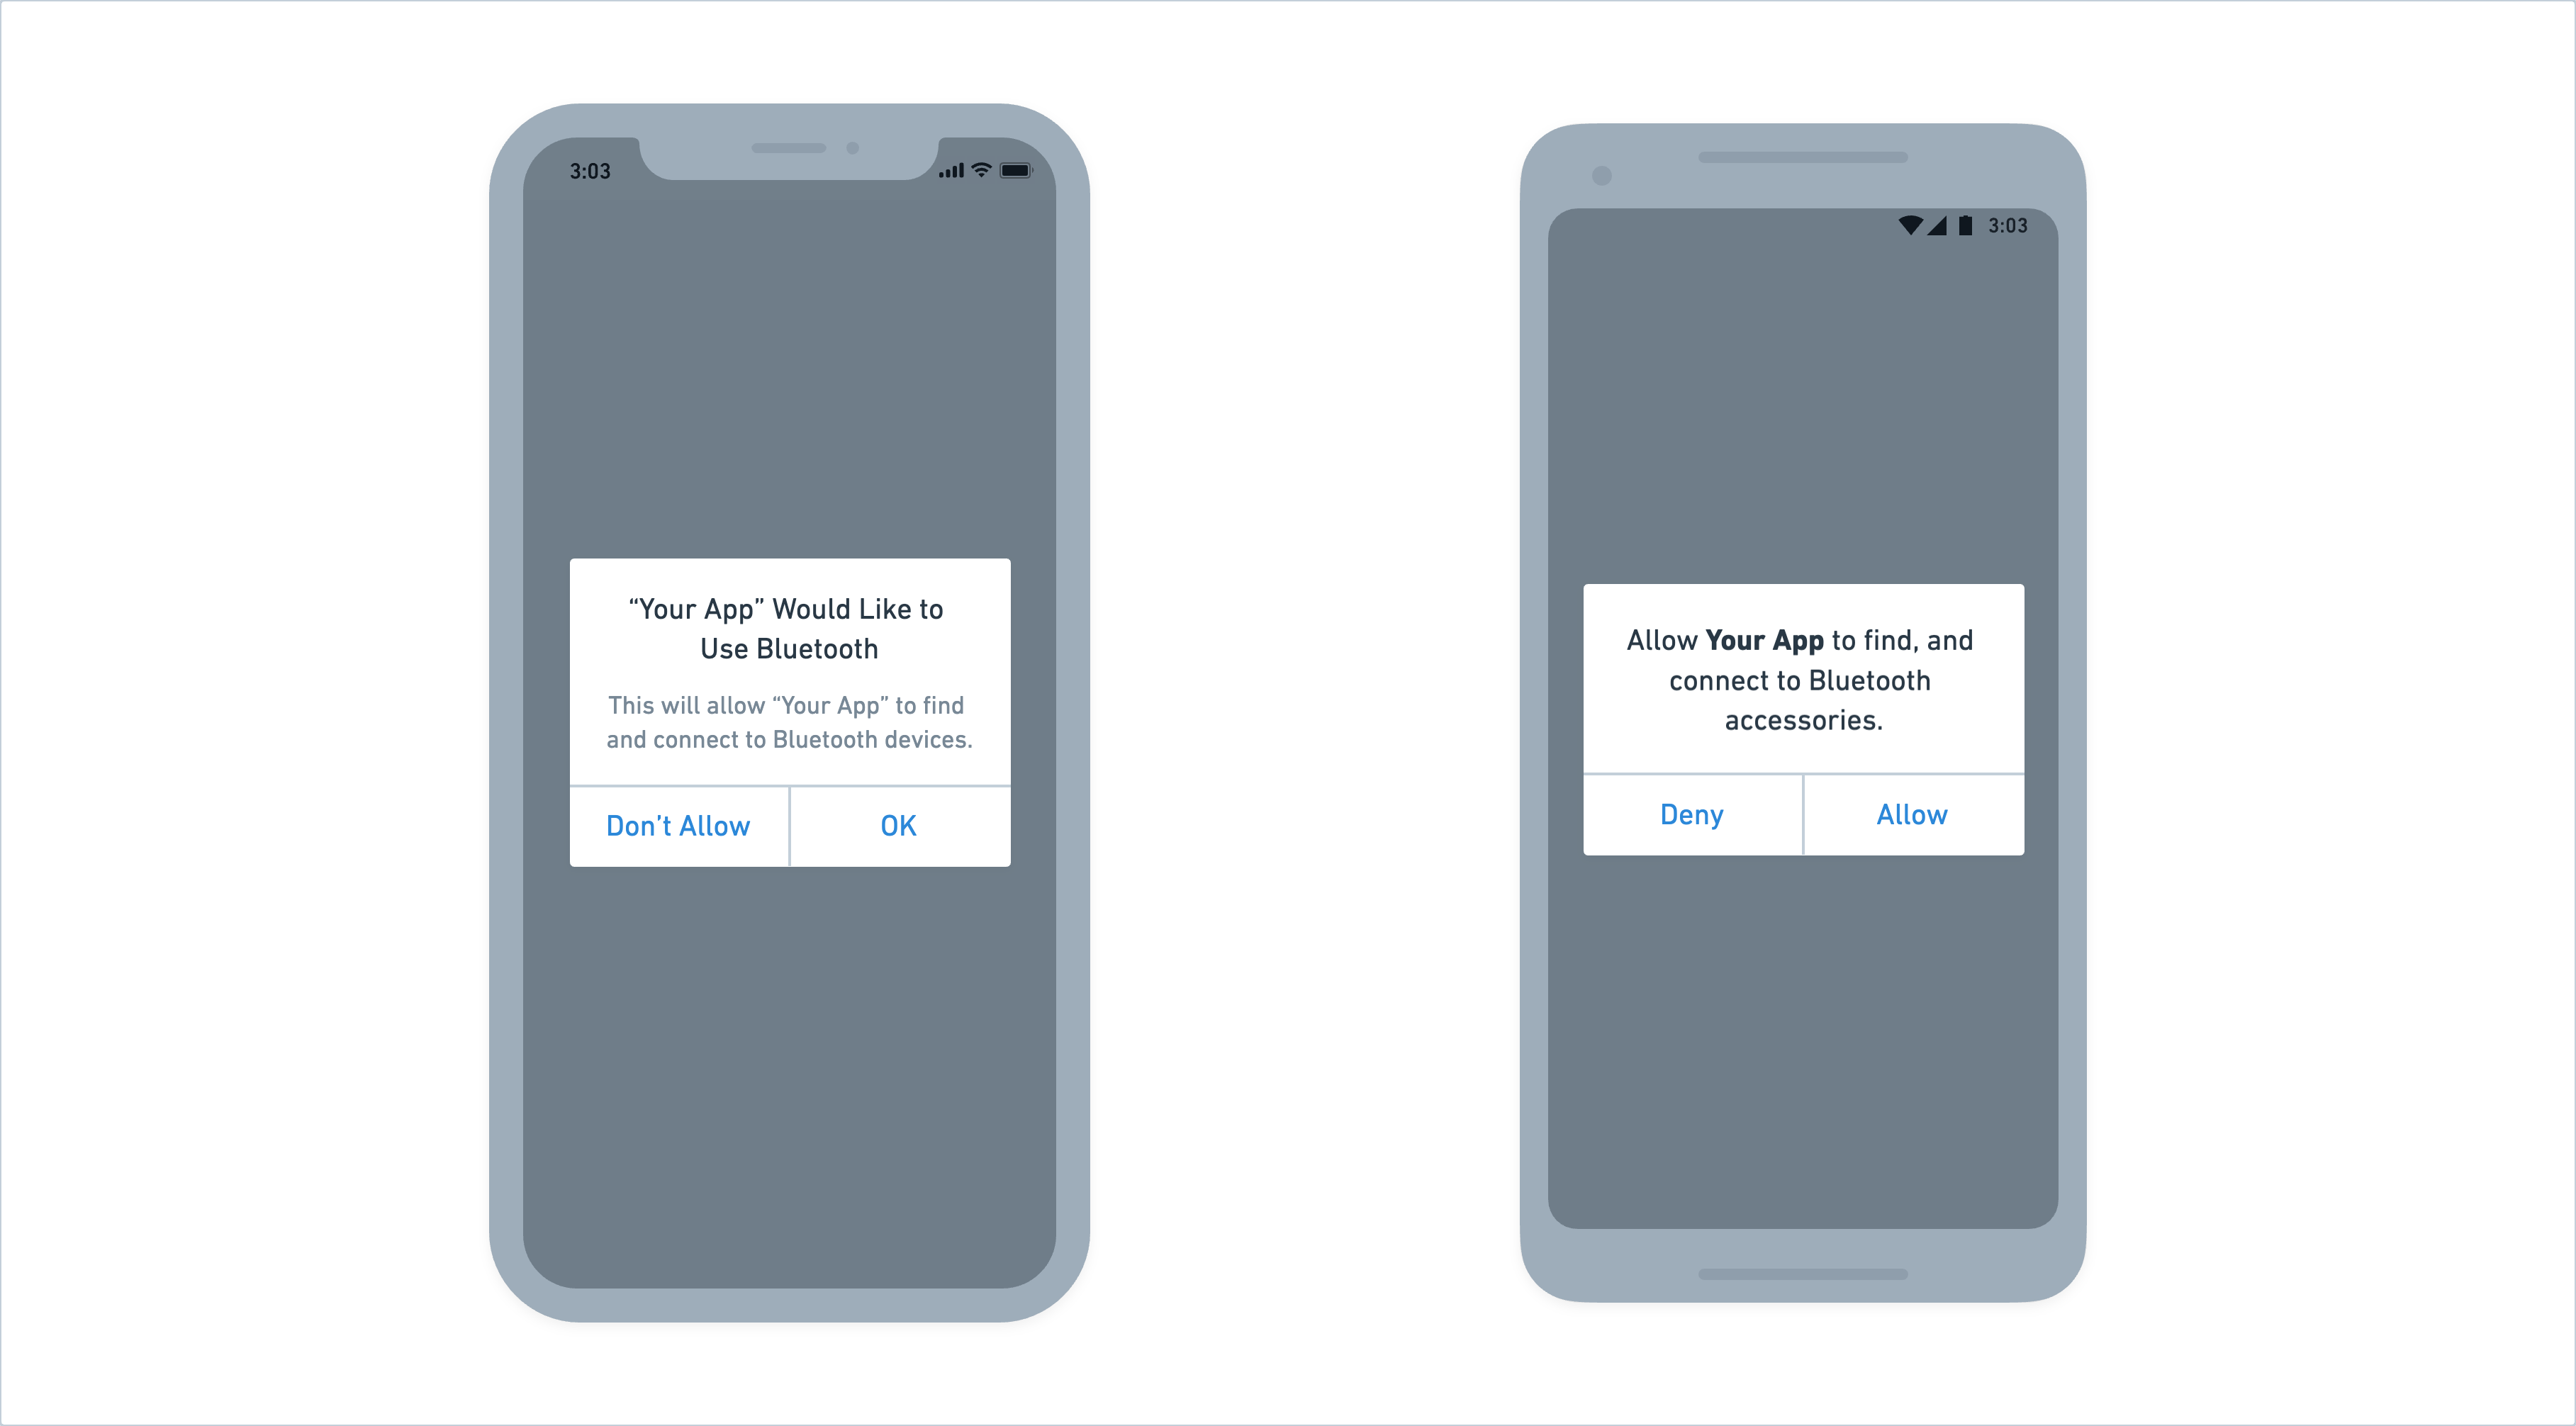 3:03
“Your App” Would Like to
Use Bluetooth
This will allow “Your App” to find
and connect to Bluetooth devices.
Don’t Allow
OK
3:03
Allow Your App to find, and
connect to Bluetooth
accessories.
Deny
Allow